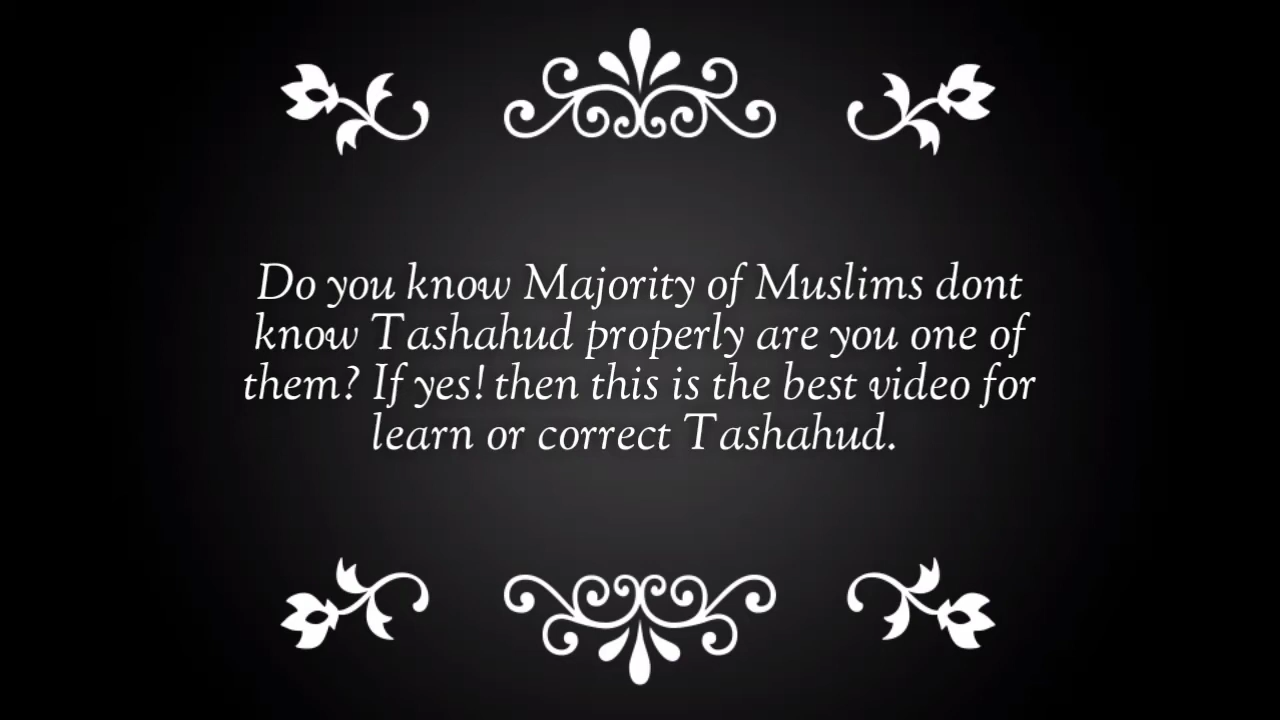 Do you know Majority of Muslims dont
know Tashahud properly are you one of
them? If yes! then this is the best video for
learn or correct Tashahud.